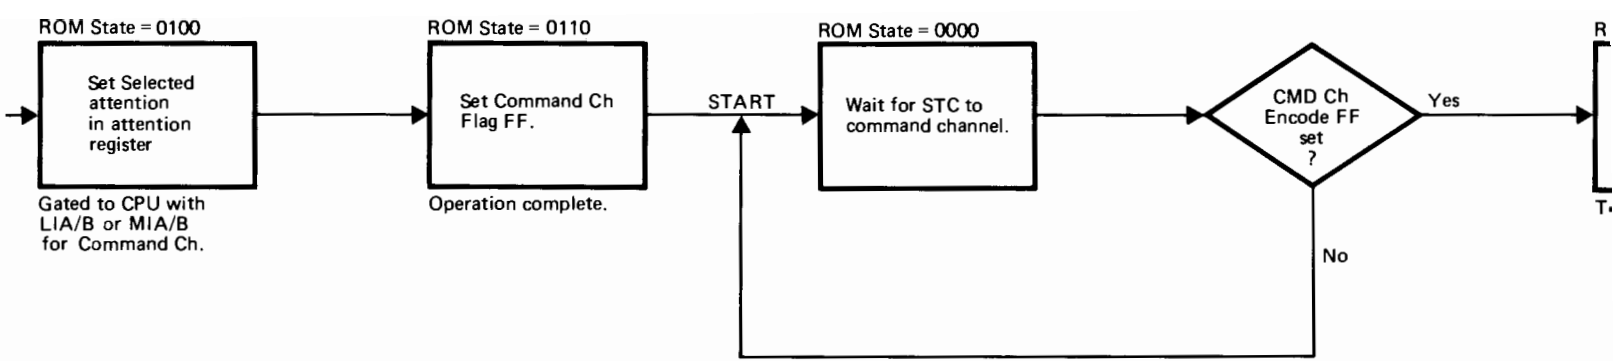 ROM State = 0100
Set Selected
attention
in attention
register
Gated to CPU with
LIA/B or MIA/B
for Command Ch.
ROM State = 0110
Set Command Ch
Flag FF.
Operation complete.
START
ROM State = 0000
Wait for STC to
command channel.
CMD Ch
Encode FF
set
?
Yes
No
R
T